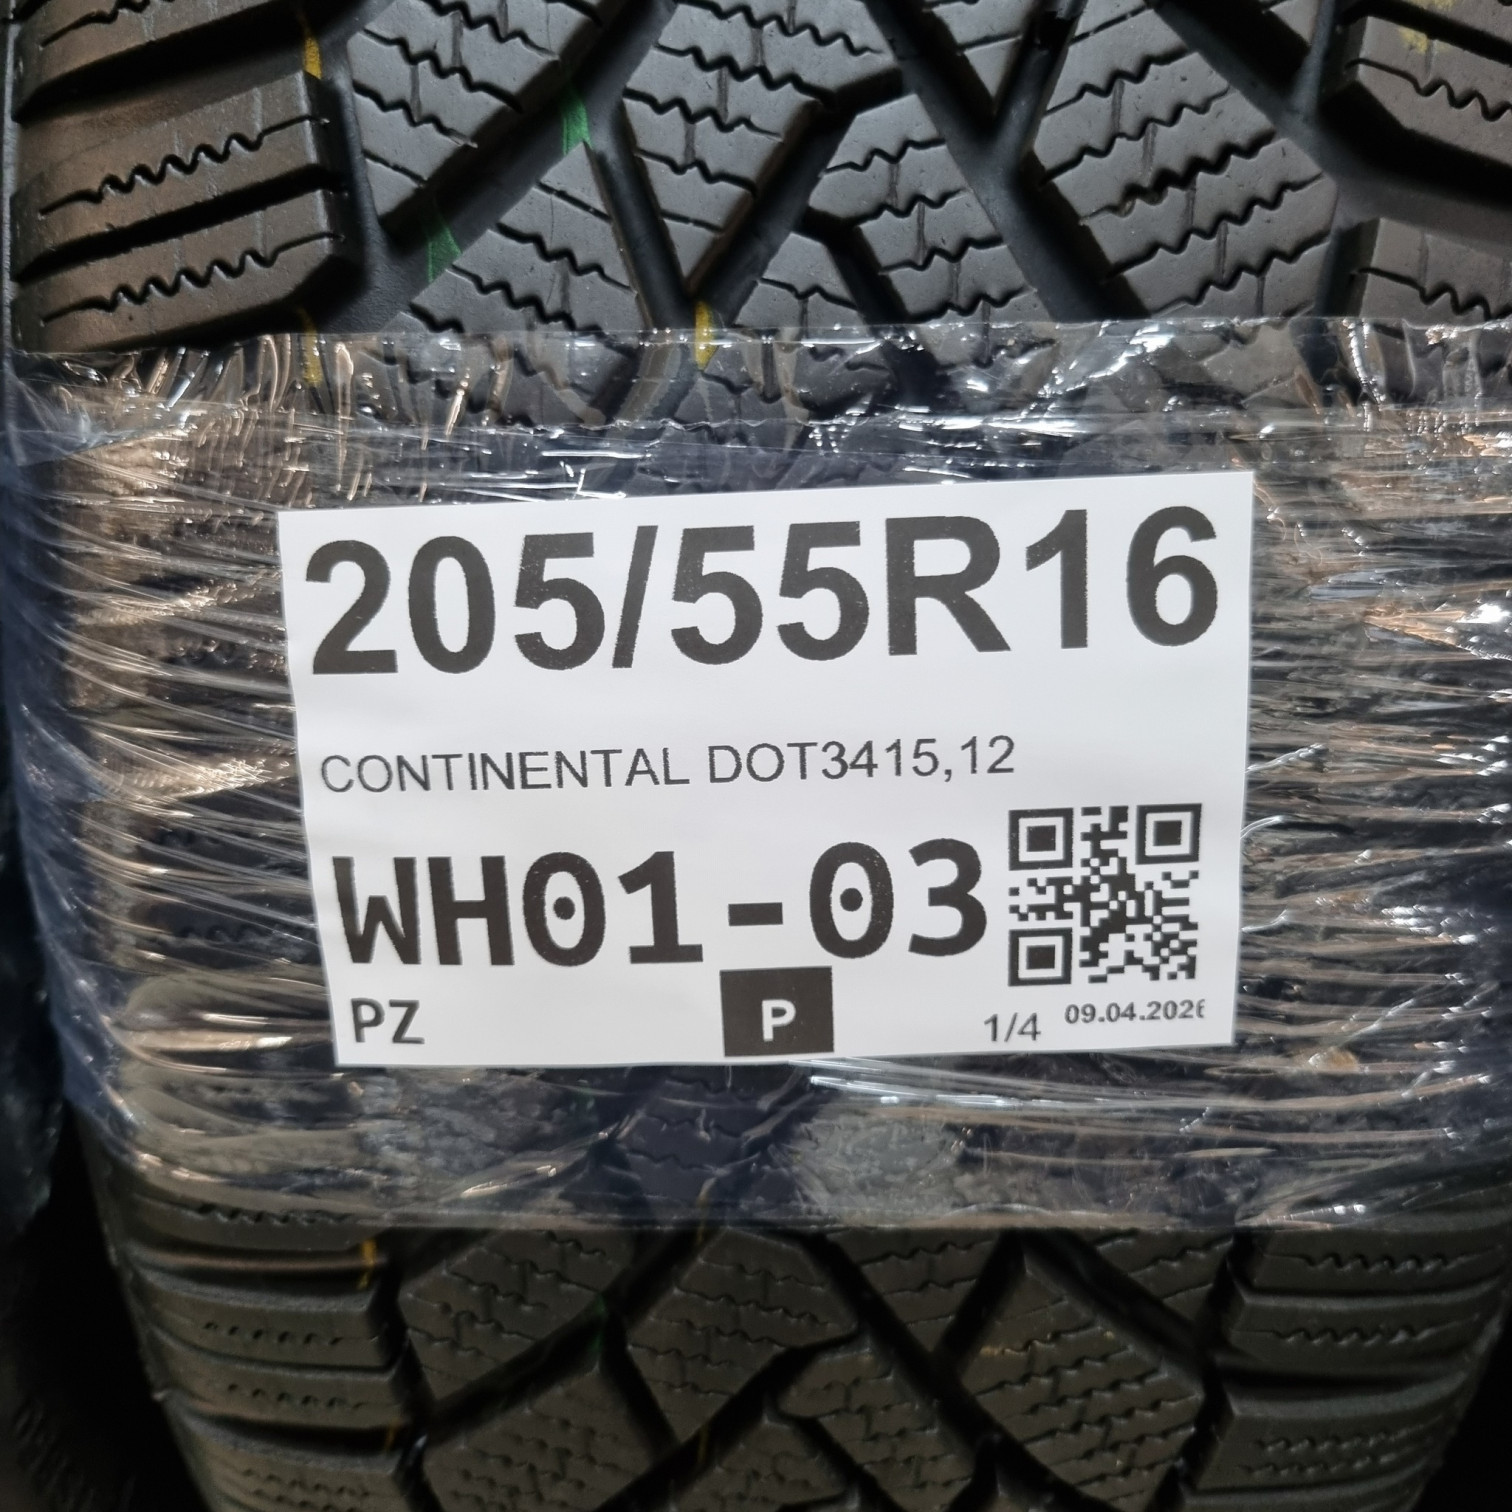 205/55R16
CONTINENTAL DOT3415,12
WH01-03
PZ
P
1/4
09.04.2026